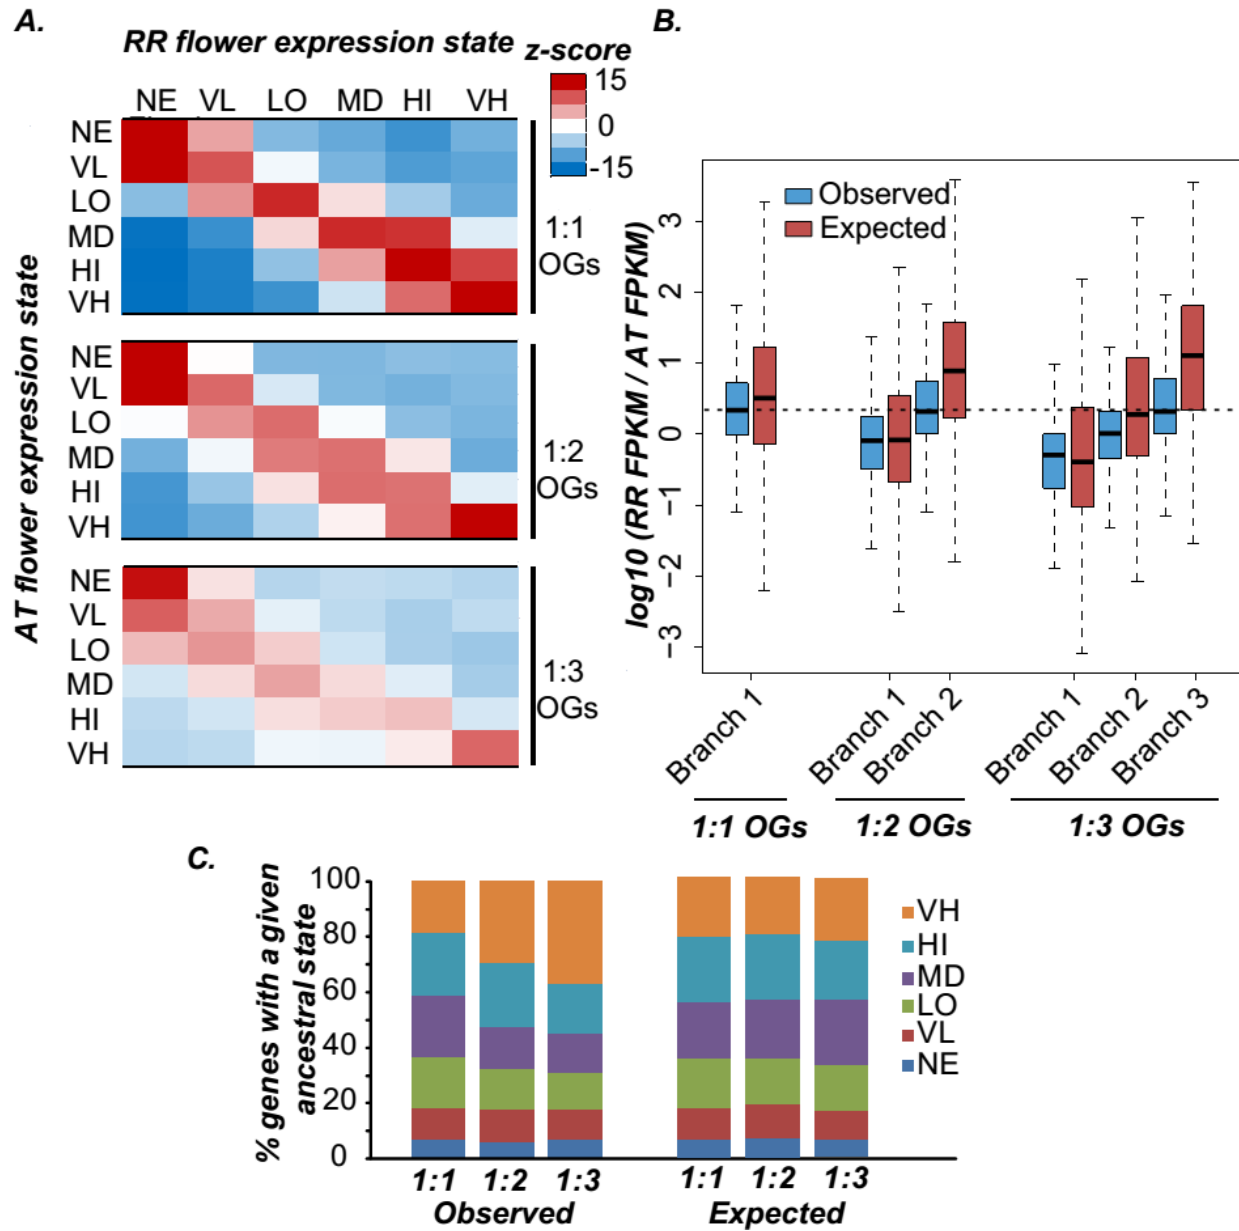 A.
RR flower expression state
z-score
15
0
-15
NE VL LO MD HI VH
AT flower expression state
NE
VL
LO
MD
HI
VH
1:1
OGs
NE
VL
LO
MD
HI
VH
1:2
OGs
NE
VL
LO
MD
HI
VH
1:3
OGs
B.
Observed
Expected
log10 (RR FPKM / AT FPKM)
3
2
1
0
−1
−2
−3
Branch 1
Branch 1
Branch 2
Branch 1
Branch 2
Branch 3
1:1 OGs
1:2 OGs
1:3 OGs
C.
% genes with a given
ancestral state
100
80
60
40
20
0
1:1 1:2 1:3
Observed
1:1 1:2 1:3
Expected
VH
HI
MD
LO
VL
NE